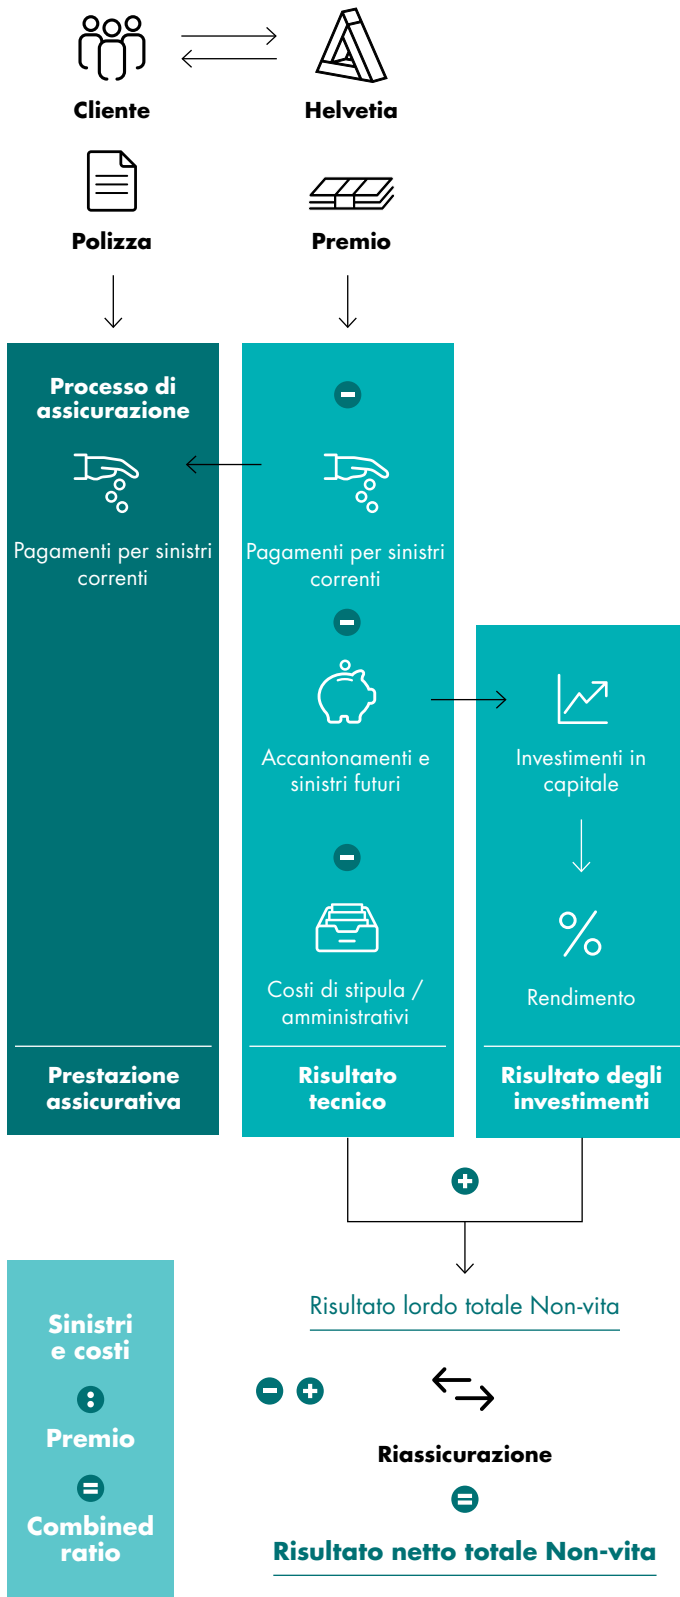 Cliente
Helvetia
Polizza
Premio
Processo di
assicurazione
Pagamenti per sinistri
correnti
Prestazione
assicurativa
Pagamenti per sinistri
correnti
Accantonamenti e
sinistri futuri
Costi di stipula /
amministrativi
Risultato
tecnico
Investimenti in
capitale
Rendimento
Risultato degli
investimenti
Risultato lordo totale Non-vita
Riassicurazione
Risultato netto totale Non-vita
Sinistri
e costi
:
Premio
=
Combined
ratio